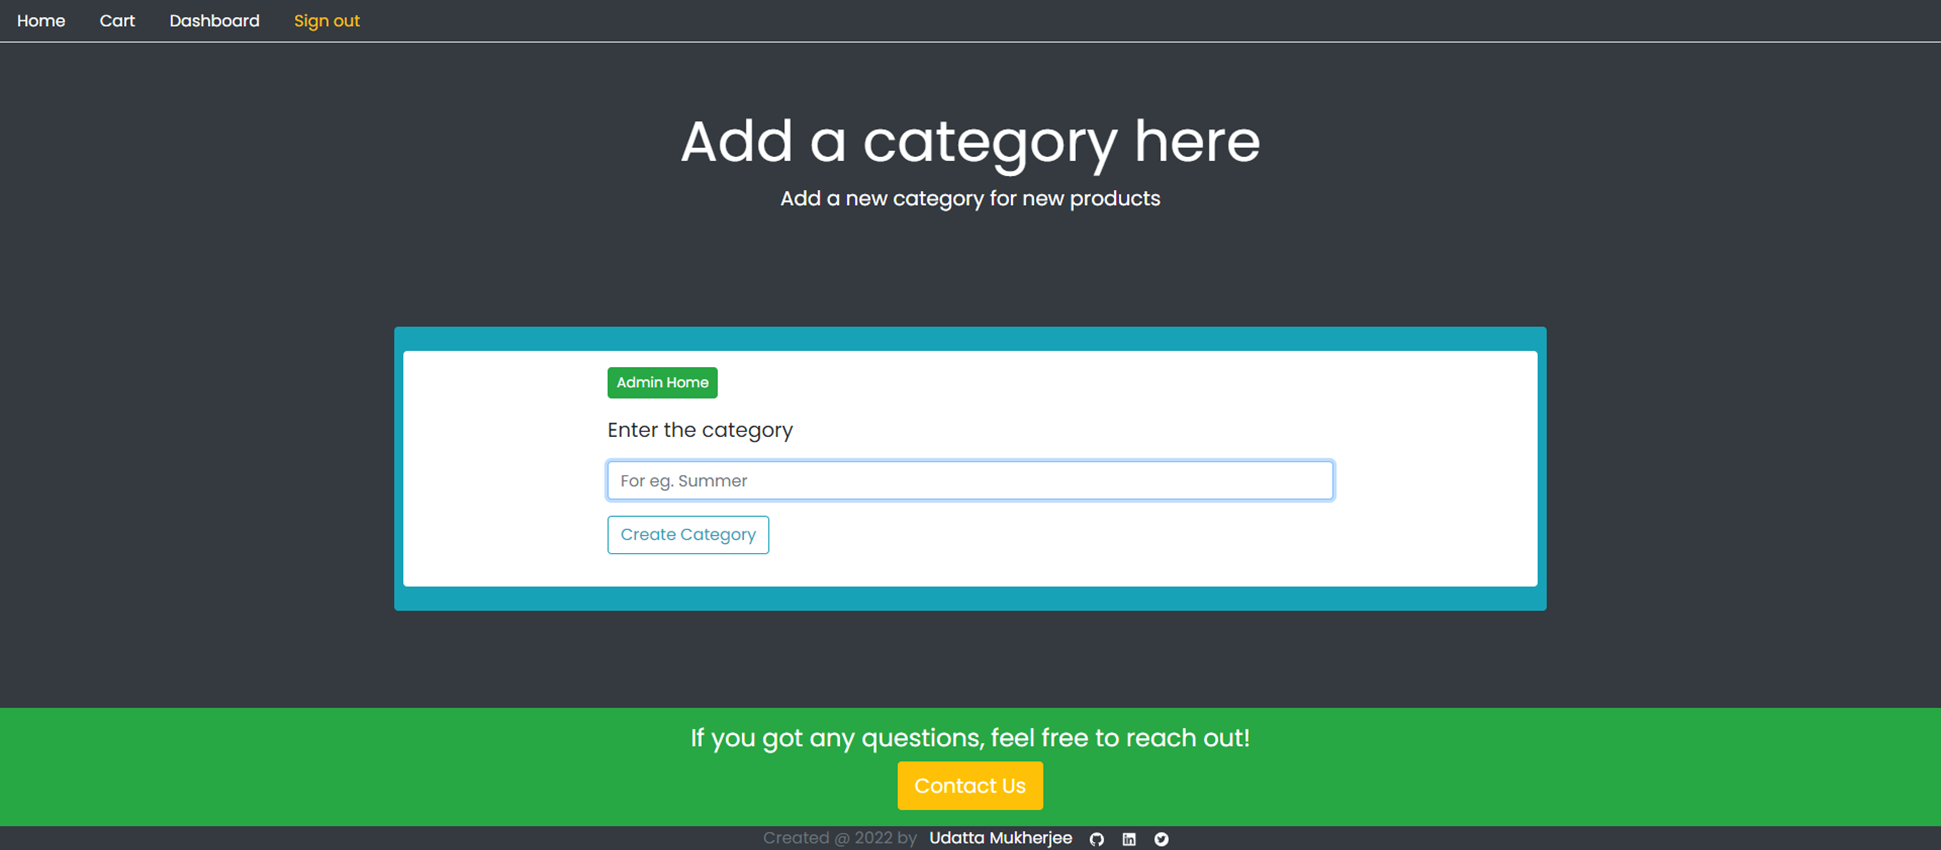 Home Cart Dashboard Sign out
Add a category here
Add a new category for new products
Admin Home
Enter the category
For eg. Summer
Create Category
If you got any questions, feel free to reach out!
Contact Us
Created @ 2022 by Udatta Mukherjee